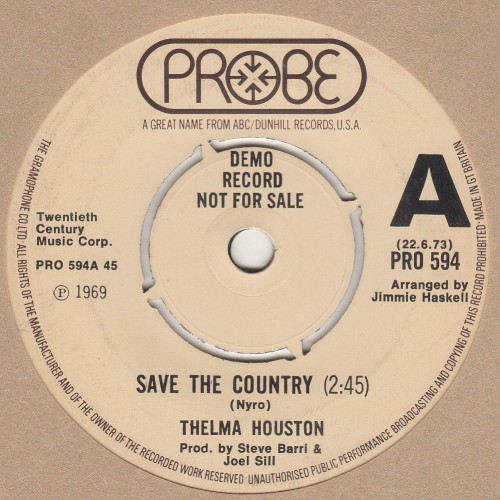 PROBE
A GREAT NAME FROM ABC/DUNHILL RECORDS, U.S.A.
DEMO
RECORD
NOT FOR SALE
A
Twentieth
Century
Music Corp.
(22.6.73)
PRO 594A 45
PRO 594
Ⓟ 1969
Arranged by
Jimmie Haskell
SAVE THE COUNTRY (2:45)
(Nyro)
THELMA HOUSTON
Prod. by Steve Barri &
Joel Sill
THE GRAMOPHONE CO.LTD·ALL RIGHTS OF THE MANUFACTURER AND OF THE OWNER OF THE RECORDED WORK RESERVED UNAUTHORISED PUBLIC PERFORMANCE BROADCASTING AND COPYING OF THIS RECORD PROHIBITED·MADE IN GT BRITAIN